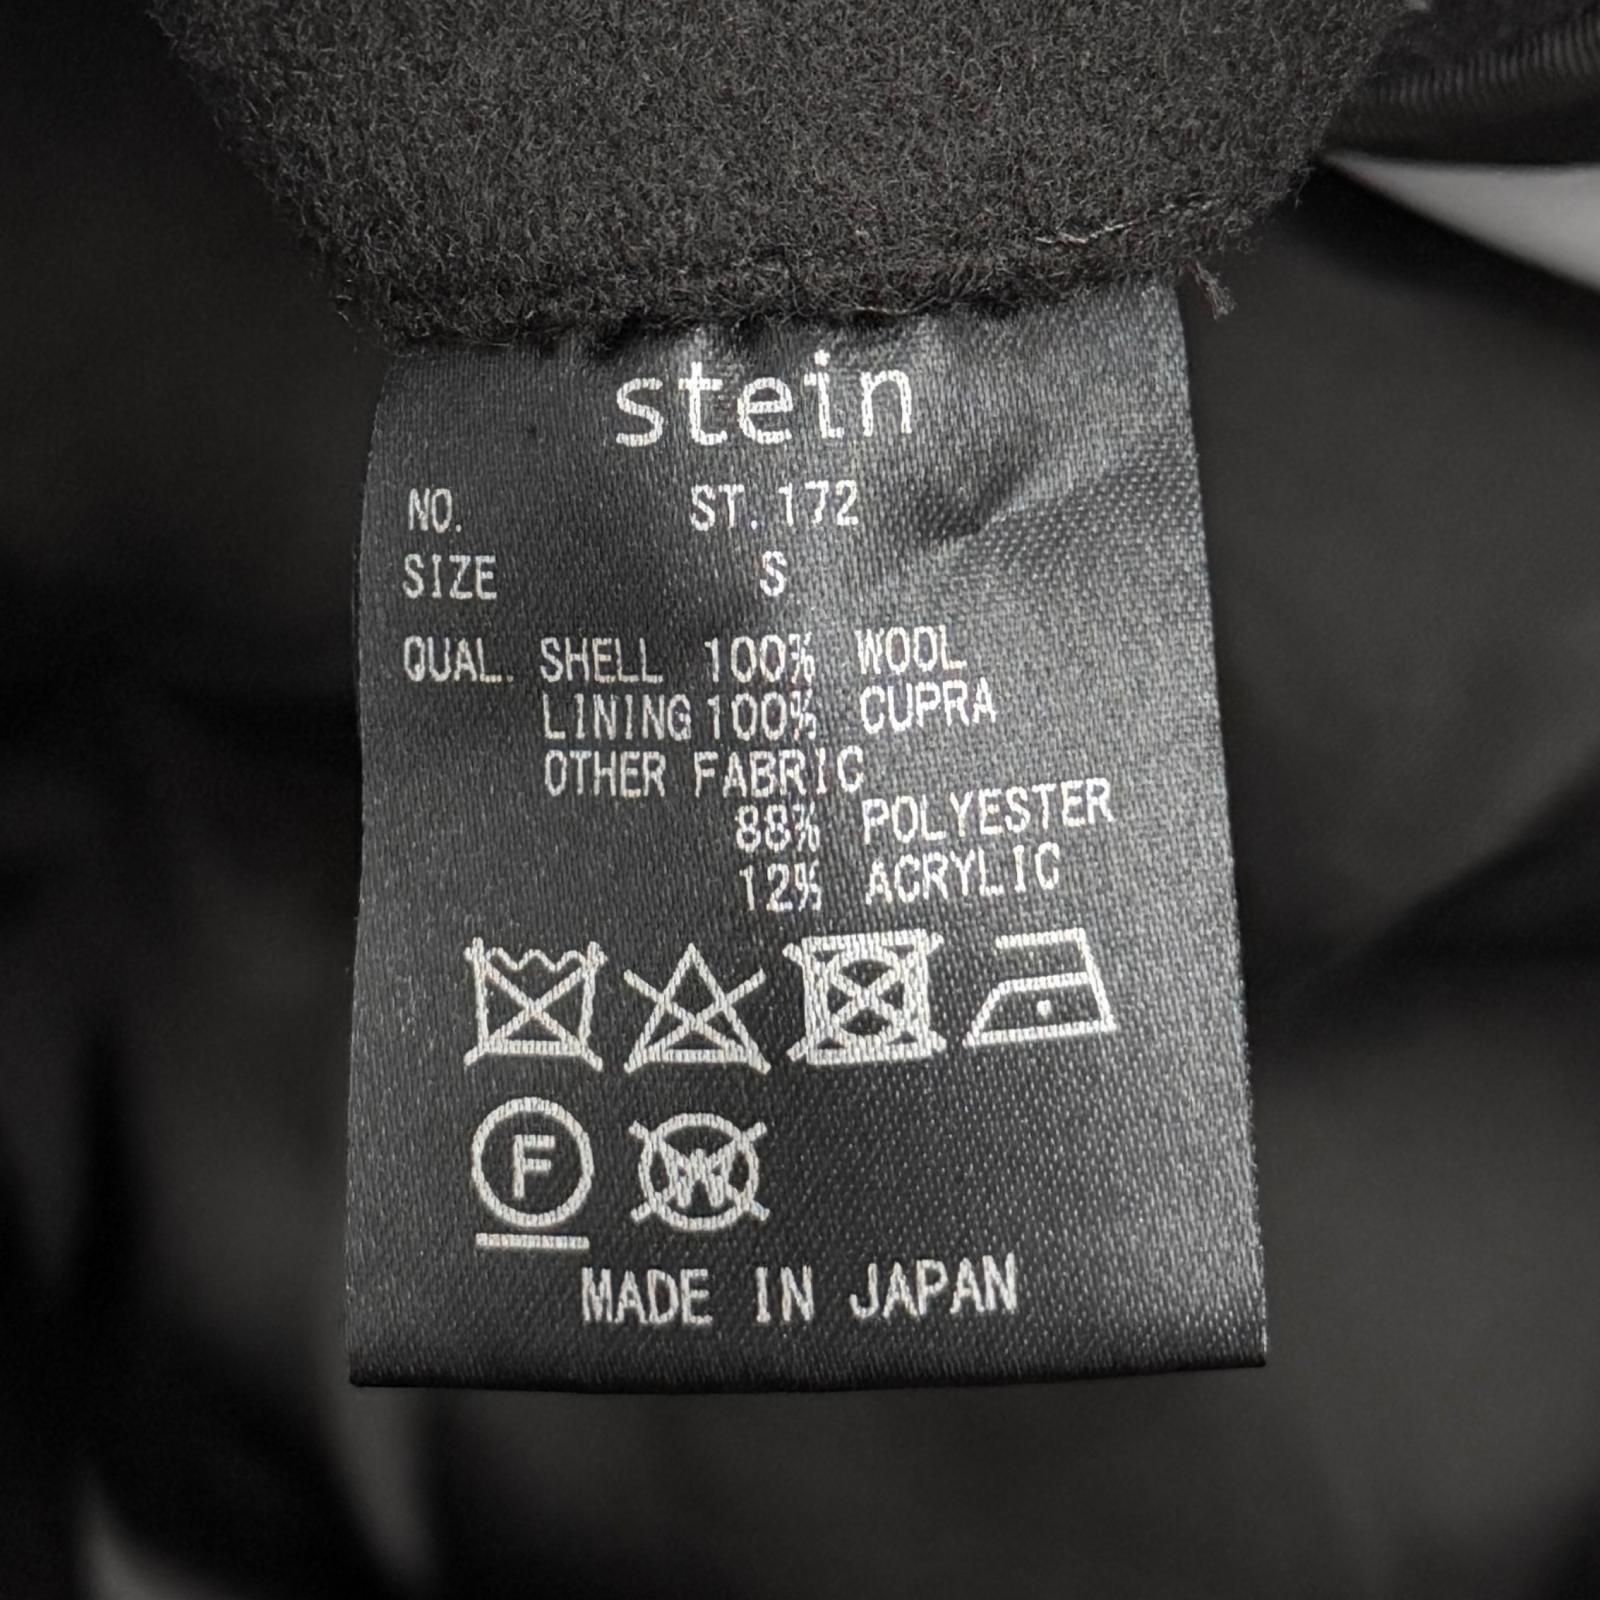 stein
NO. ST. 172
SIZE S
QUAL. SHELL 100% WOOL
LINING 100% CUPRA
OTHER FABRIC
88% POLYESTER
12% ACRYLIC
F W
MADE IN JAPAN